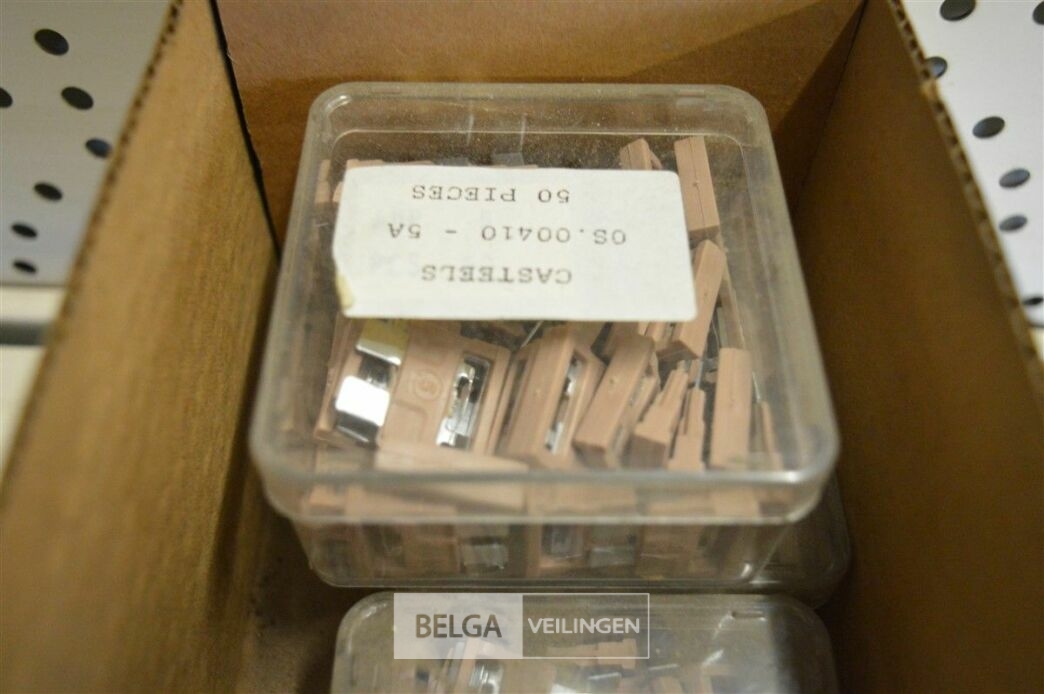 CASTEELS
OS.00410 - 5A
50 PIECES
BELGA VEILINGEN